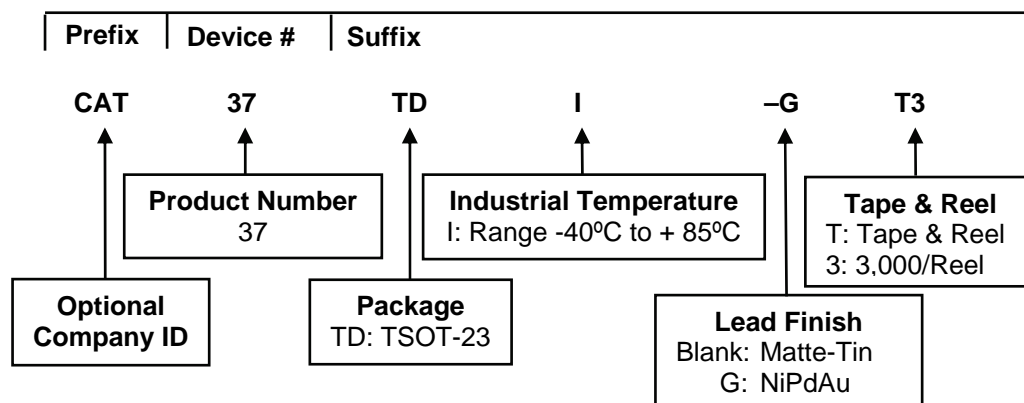 Prefix Device # Suffix
CAT 37 TD I –G T3
Product Number
37
Industrial Temperature
I: Range -40ºC to + 85ºC
Tape & Reel
T: Tape & Reel
3: 3,000/Reel
Optional
Company ID
Package
TD: TSOT-23
Lead Finish
Blank: Matte-Tin
G: NiPdAu